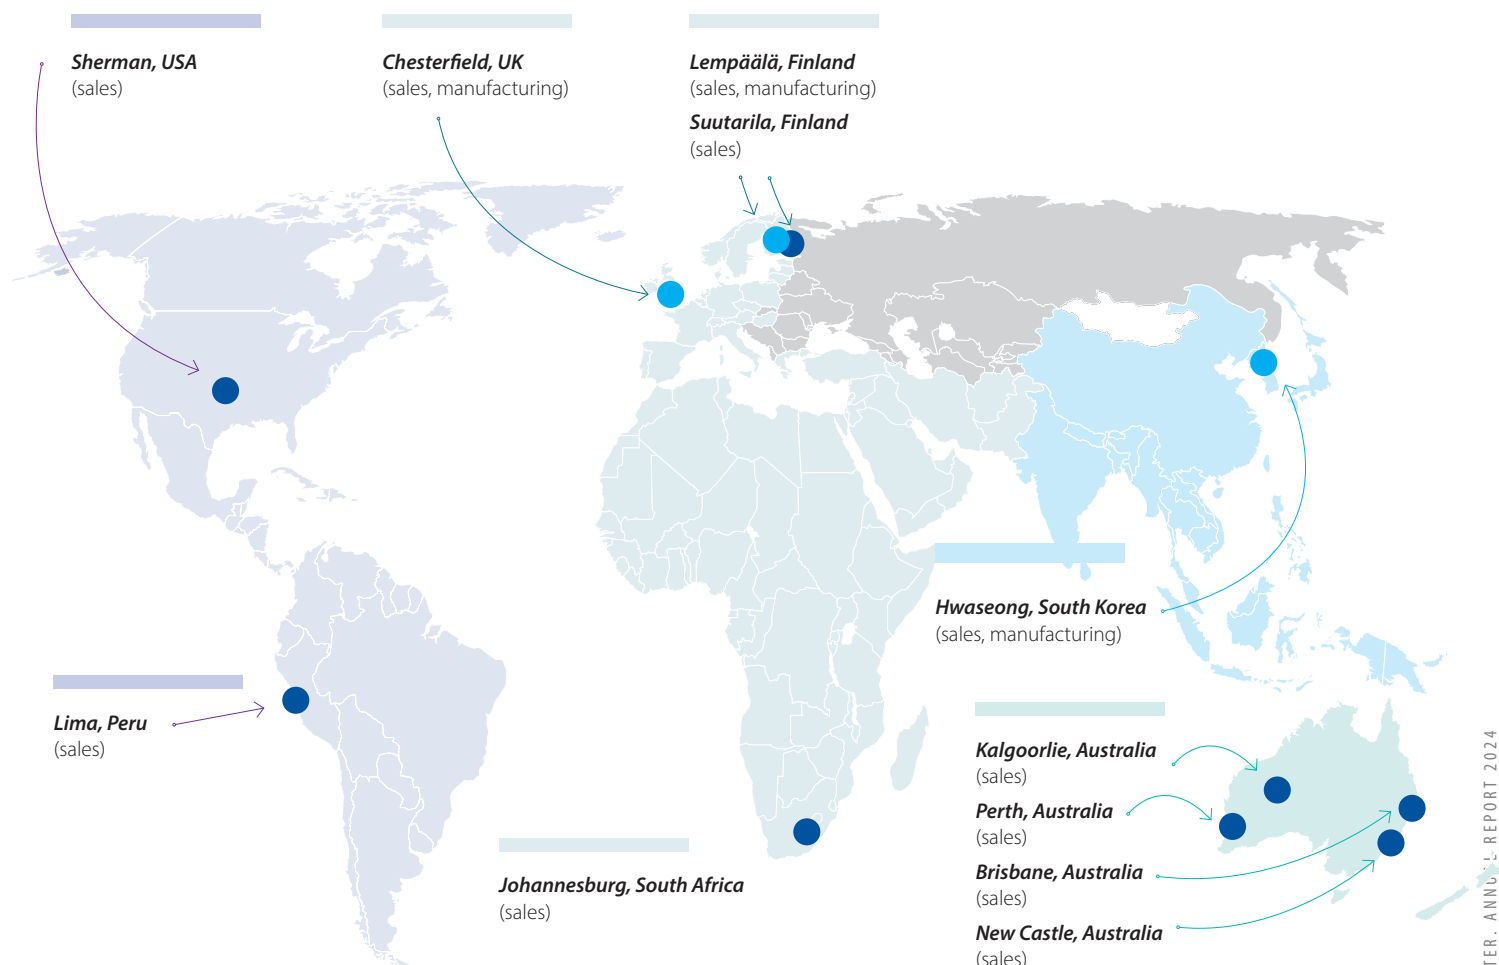 Sherman, USA
(sales)
Chesterfield, UK
(sales, manufacturing)
Lempäälä, Finland
(sales, manufacturing)
Suutarila, Finland
(sales)
Hwaseong, South Korea
(sales, manufacturing)
Lima, Peru
(sales)
Kalgoorlie, Australia
(sales)
Perth, Australia
(sales)
Brisbane, Australia
(sales)
New Castle, Australia
(sales)
Johannesburg, South Africa
(sales)
REPORT 2024